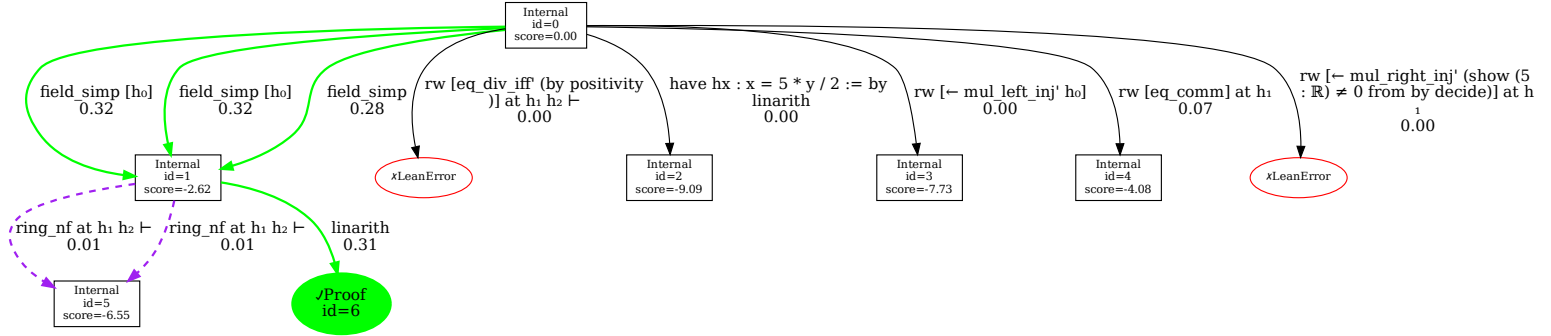 Internal
id=0
score=0.00
field_simp [h₀]
0.32
field_simp [h₀]
0.32
field_simp
0.28
rw [eq_div_iff' (by positivity
)] at h₁ h₂ ⊢
0.00
have hx : x = 5 * y / 2 := by
linarith
0.00
rw [← mul_left_inj' h₀]
0.00
rw [eq_comm] at h₁
0.07
rw [← mul_right_inj' (show (5
: ℝ) ≠ 0 from by decide)] at h
₁
0.00
Internal
id=1
score=-2.62
✗LeanError
Internal
id=2
score=-9.09
Internal
id=3
score=-7.73
Internal
id=4
score=-4.08
✗LeanError
ring_nf at h₁ h₂ ⊢
0.01
ring_nf at h₁ h₂ ⊢
0.01
linarith
0.31
Internal
id=5
score=-6.55
✓Proof
id=6